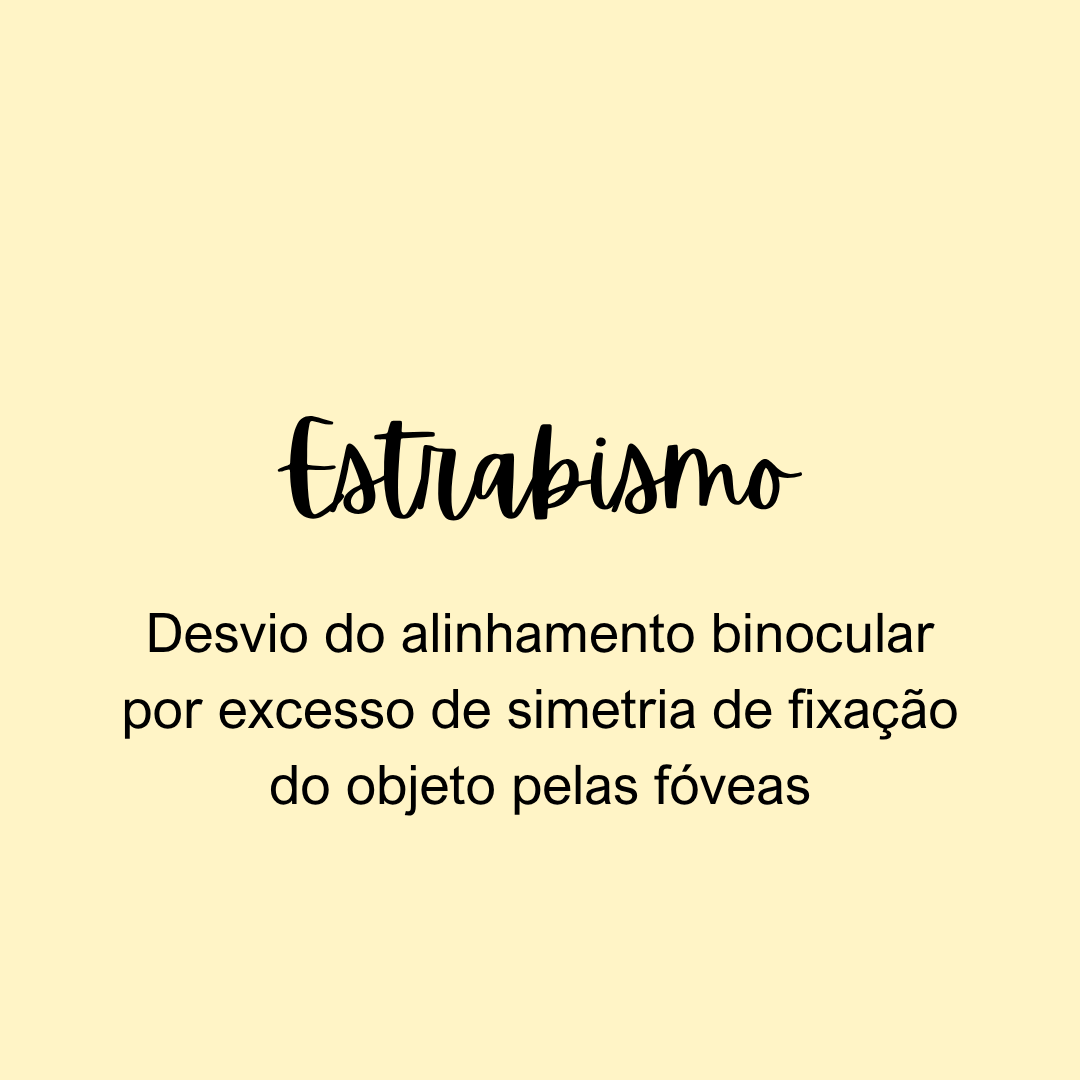 Estrabismo
Desvio do alinhamento binocular
por excesso de simetria de fixação
do objeto pelas fóveas